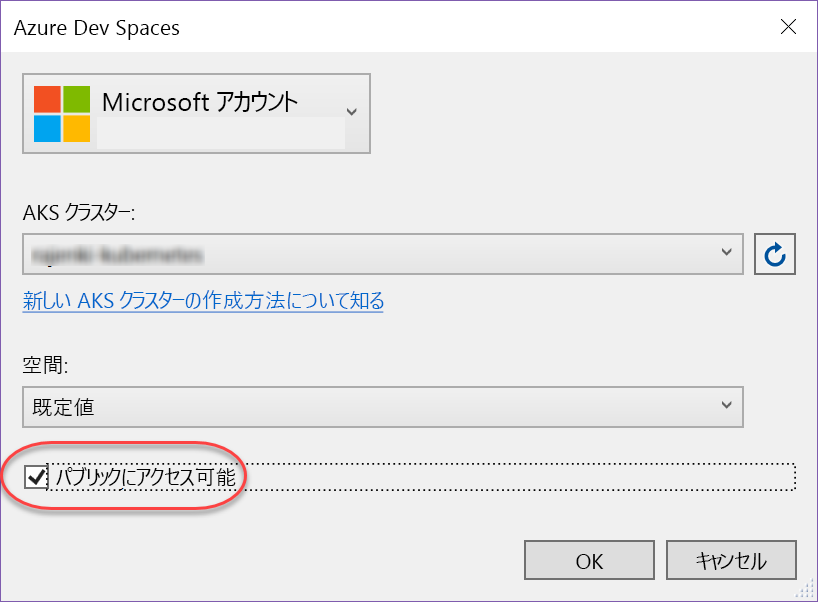 Azure Dev Spaces
Microsoft アカウント
AKS クラスター:
新しい AKS クラスターの作成方法について知る
空間:
既定値
パブリックにアクセス可能
OK
キャンセル